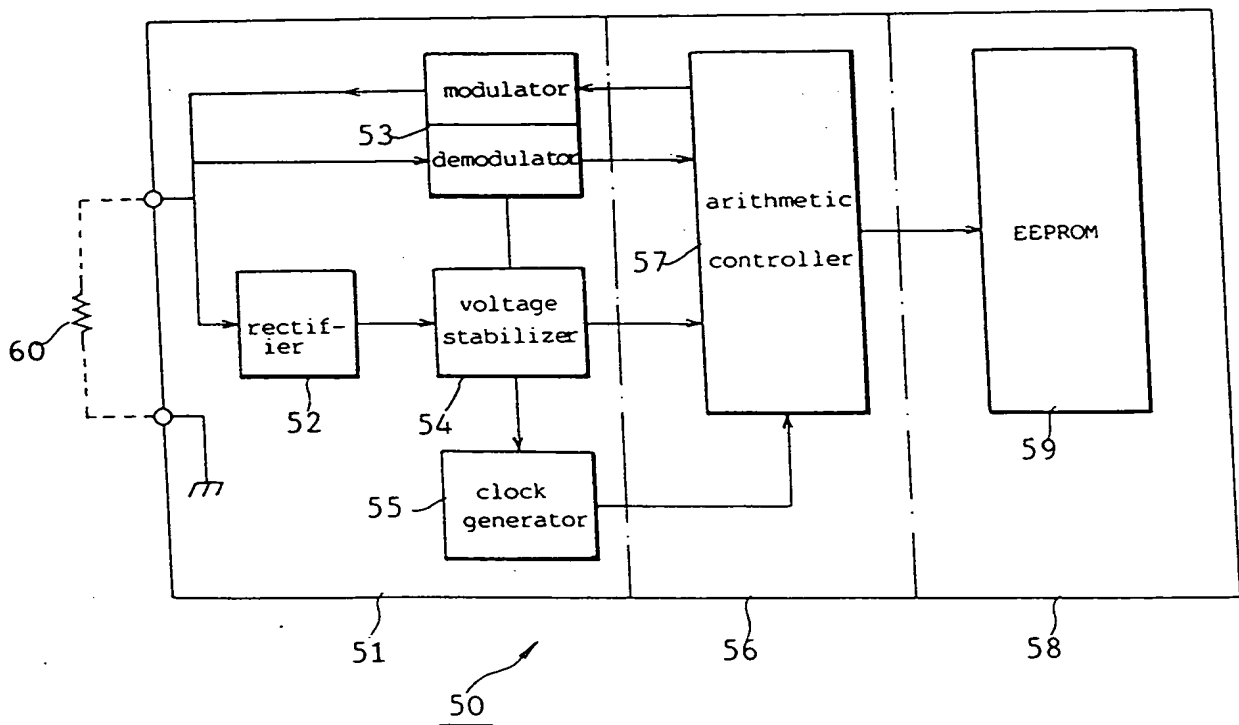 modulator
53
demodulator
arithmetic
57
controller
EEPROM
voltage
stabilizer
rectif-
ier
60
52
54
59
55
clock
generator
51
56
58
50